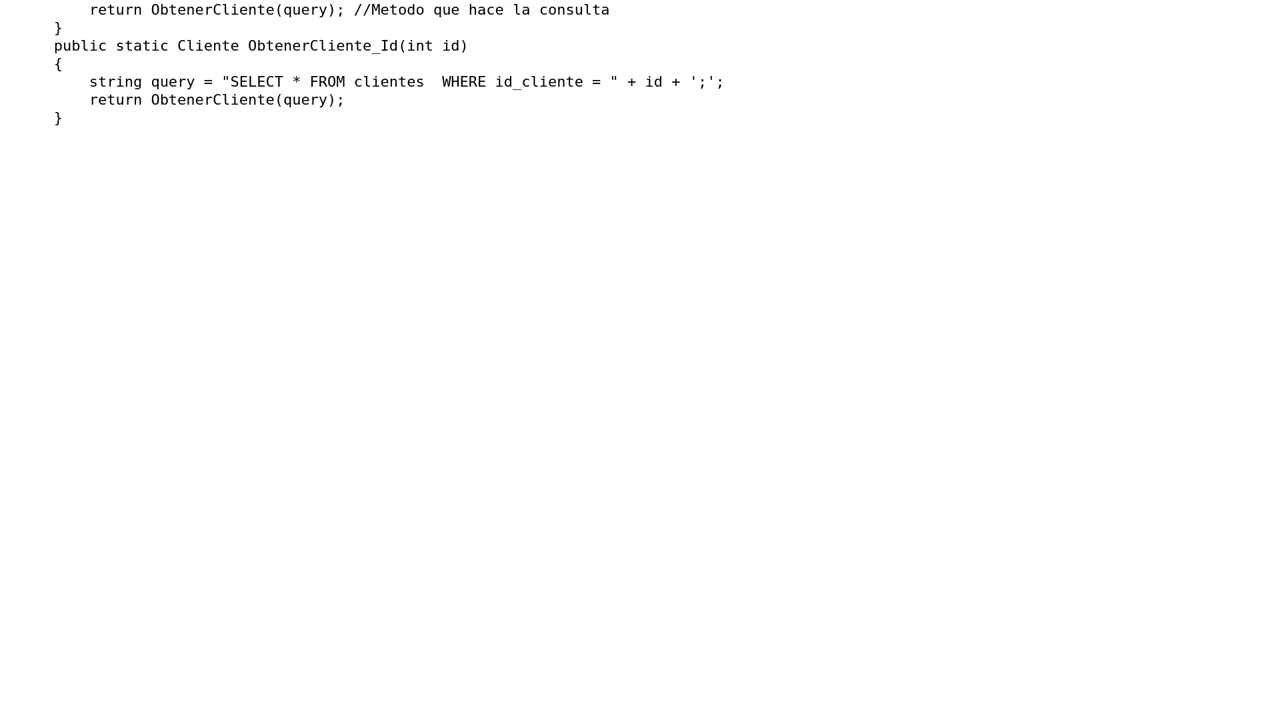 return ObtenerCliente(query); //Metodo que hace la consulta
}
public static Cliente ObtenerCliente_Id(int id)
{
string query = "SELECT * FROM clientes  WHERE id_cliente = " + id + ';';
return ObtenerCliente(query);
}